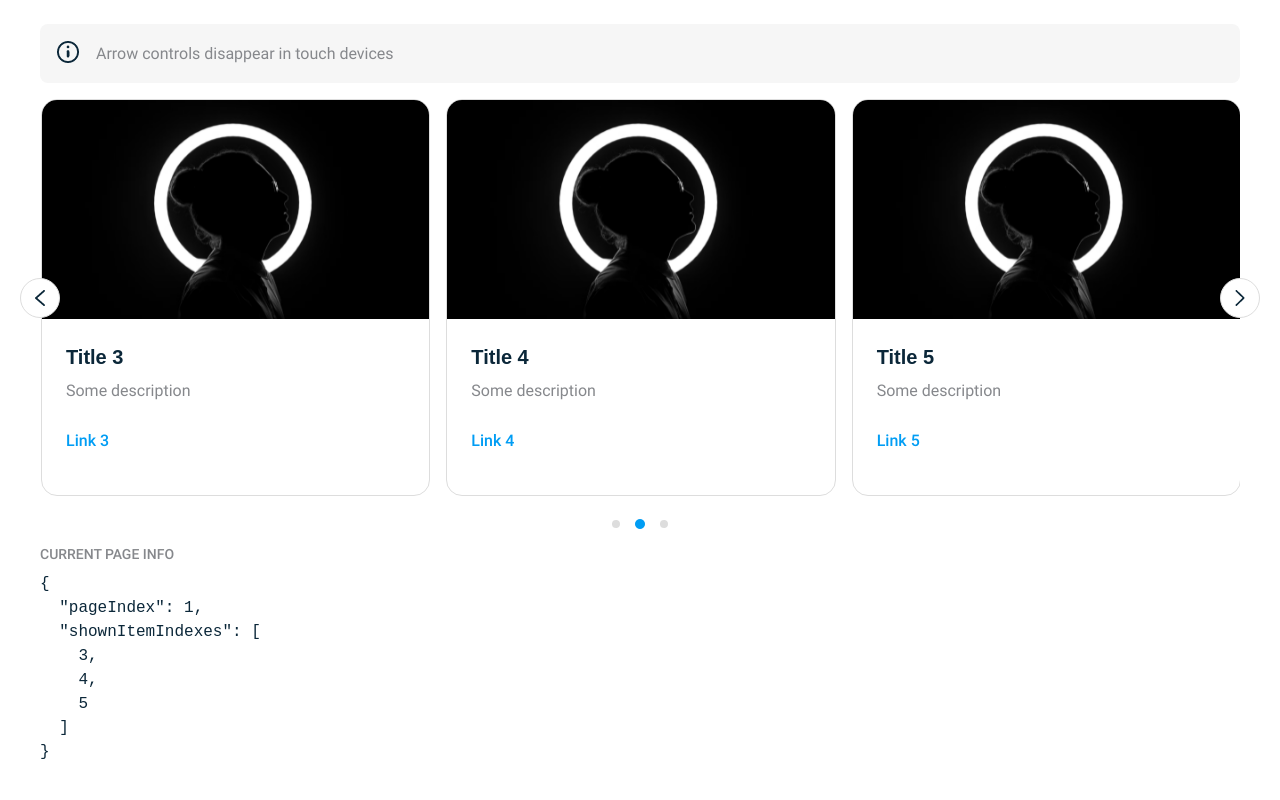 Arrow controls disappear in touch devices
Title 3
Some description
Link 3
Title 4
Some description
Link 4
Title 5
Some description
Link 5
CURRENT PAGE INFO
{
  "pageIndex": 1,
  "shownItemIndexes": [
    3,
    4,
    5
  ]
}